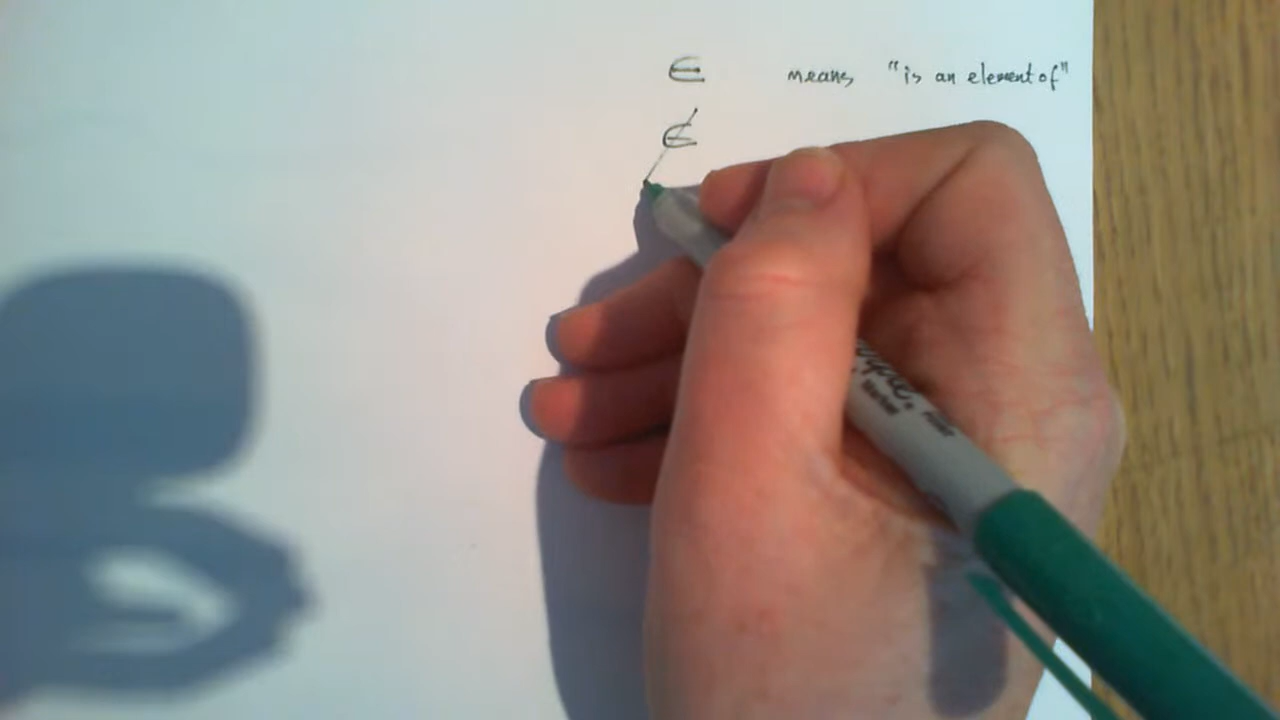 ∈ means "is an element of"
∉